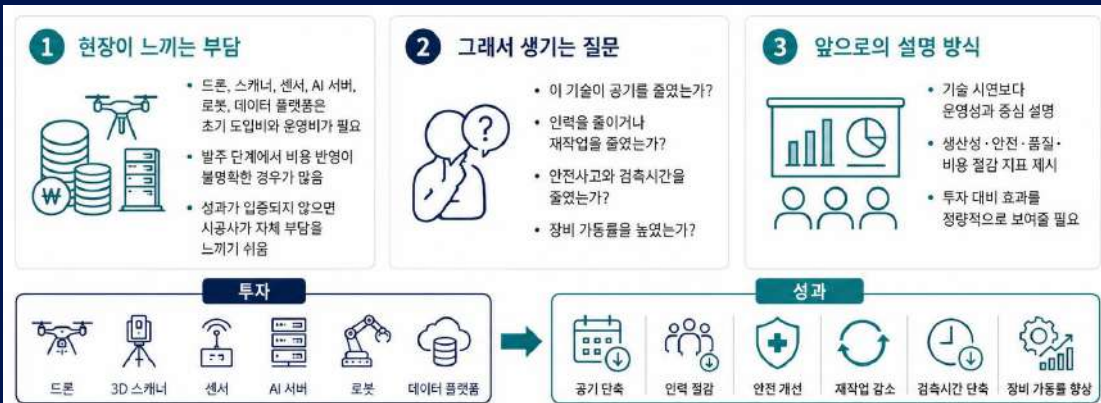 1 현장이 느끼는 부담
• 드론, 스캐너, 센서, AI 서버,
로봇, 데이터 플랫폼은
초기 도입비와 운영비가 필요
• 발주 단계에서 비용 반영이
불명확한 경우가 많음
• 성과가 입증되지 않으면
시공사가 자체 부담을
느끼기 쉬움
₩
2 그래서 생기는 질문
• 이 기술이 공기를 줄였는가?
• 인력을 줄이거나
재작업을 줄였는가?
• 안전사고와 검측시간을
줄였는가?
• 장비 가동률을 높였는가?
?
3 앞으로의 설명 방식
• 기술 시연보다
운영성과 중심 설명
• 생산성·안전·품질·
비용 절감 지표 제시
• 투자 대비 효과를
정량적으로 보여줄 필요
투자
드론
3D 스캐너
센서
AI 서버
로봇
데이터 플랫폼
성과
공기 단축
인력 절감
안전 개선
재작업 감소
검측시간 단축
장비 가동률 향상